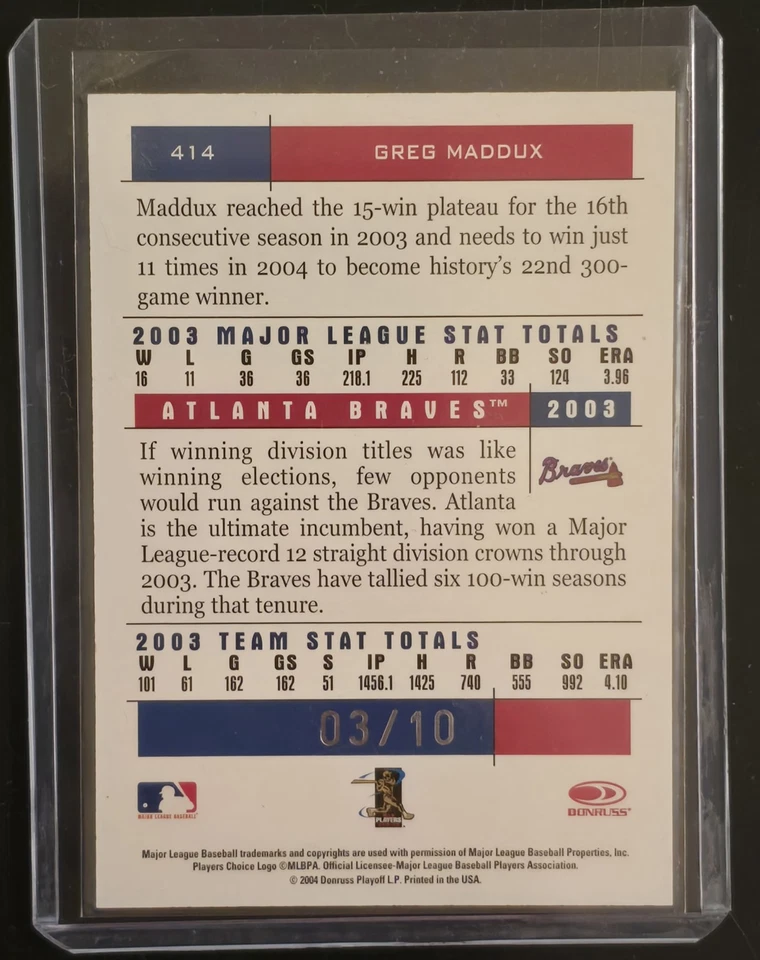 414 GREG MADDUX
Maddux reached the 15-win plateau for the 16th
consecutive season in 2003 and needs to win just
11 times in 2004 to become history's 22nd 300-
game winner.
2003 MAJOR LEAGUE STAT TOTALS
W L G GS IP H R BB SO ERA
16 11 36 36 218.1 225 112 33 124 3.96
ATLANTA BRAVES™ 2003
If winning division titles was like
winning elections, few opponents
would run against the Braves. Atlanta
Braves
is the ultimate incumbent, having won a Major
League-record 12 straight division crowns through
2003. The Braves have tallied six 100-win seasons
during that tenure.
2003 TEAM STAT TOTALS
W L G GS S IP H R BB SO ERA
101 61 162 162 51 1456.1 1425 740 555 992 4.10
03/10
MAJOR LEAGUE BASEBALL
PLAYERS
DONRUSS
Major League Baseball trademarks and copyrights are used with permission of Major League Baseball Properties, Inc.
Players Choice Logo ©MLBPA. Official Licensee-Major League Baseball Players Association.
© 2004 Donruss Playoff L.P. Printed in the USA.